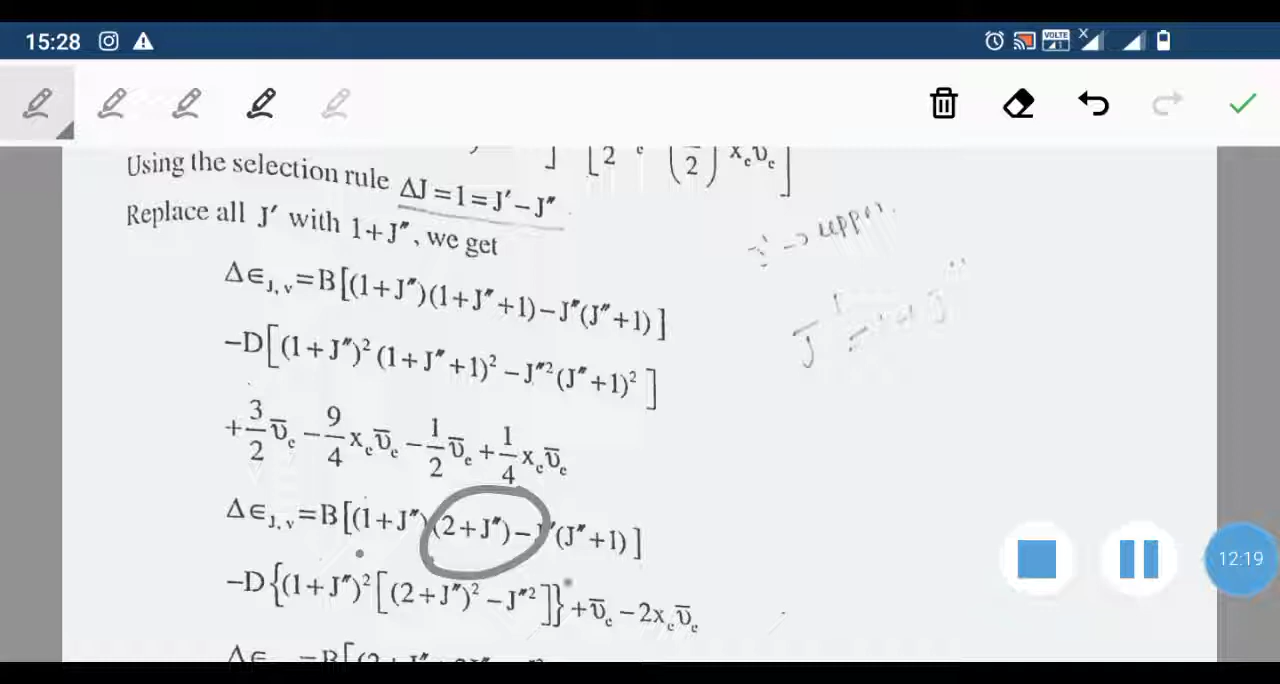 15:28
VOLTE
Using the selection rule ΔJ = 1 = J′ − J″
Replace all J′ with 1 + J″, we get
Δ∈J, v = B[(1+J″)(1+J″+1) − J″(J″+1)]
−D[(1+J″)² (1+J″+1)² − J″² (J″+1)²]
+3/2 ῡe − 9/4 xeῡe − 1/2 ῡe + 1/4 xeῡe
Δ∈J, v = B[(1+J″)(2+J″) − J″(J″+1)]
−D{(1+J″)² [(2+J″)² − J″²]} + ῡe − 2xeῡe
12:19